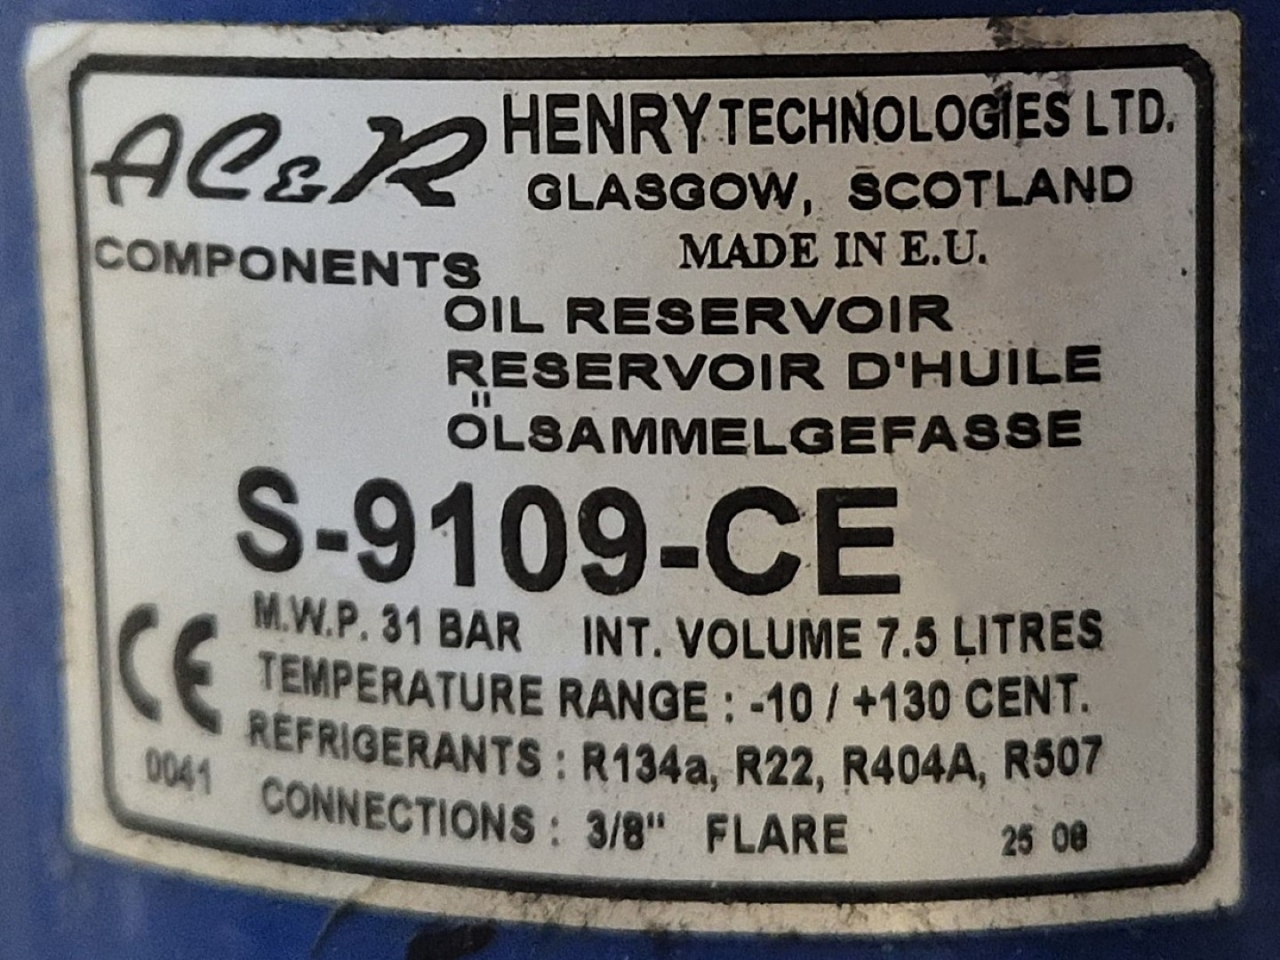 AC&R HENRY TECHNOLOGIES LTD.
GLASGOW, SCOTLAND
COMPONENTS
MADE IN E.U.
OIL RESERVOIR
RESERVOIR D'HUILE
ÖLSAMMELGEFASSE
S-9109-CE
M.W.P. 31 BAR INT. VOLUME 7.5 LITRES
CE
TEMPERATURE RANGE : -10 / +130 CENT.
REFRIGERANTS : R134a, R22, R404A, R507
0041
CONNECTIONS : 3/8" FLARE
25 08